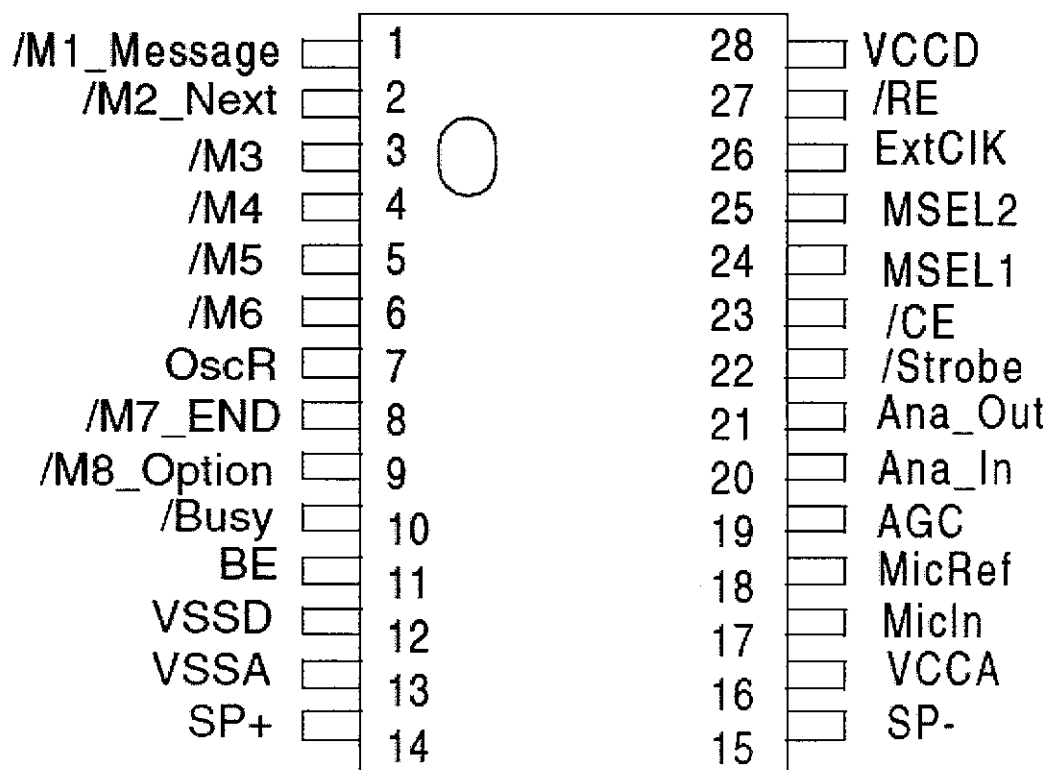 /M1_Message 1 28 VCCD
/M2_Next 2 27 /RE
/M3 3 26 ExtClK
/M4 4 25 MSEL2
/M5 5 24 MSEL1
/M6 6 23 /CE
OscR 7 22 /Strobe
/M7_END 8 21 Ana_Out
/M8_Option 9 20 Ana_In
/Busy 10 19 AGC
BE 11 18 MicRef
VSSD 12 17 MicIn
VSSA 13 16 VCCA
SP+ 14 15 SP-